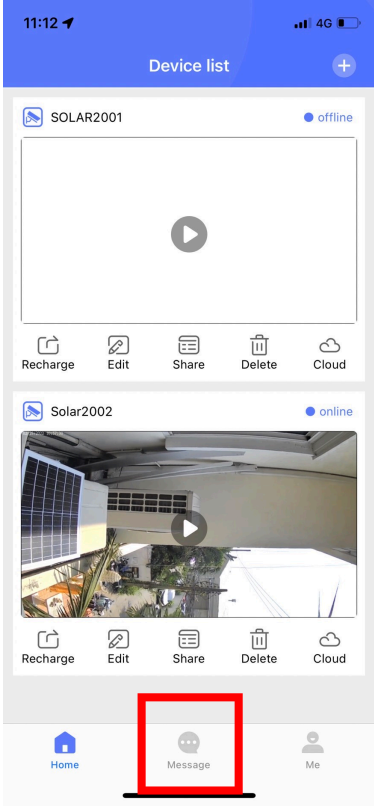 11:12 4G
Device list
SOLAR2001 offline
Recharge Edit Share Delete Cloud
Solar2002 online
Recharge Edit Share Delete Cloud
Home Message Me